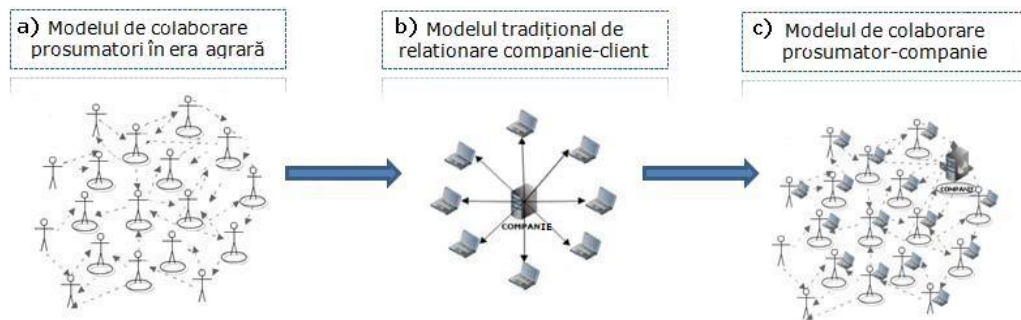 a) Modelul de colaborare
prosumatori în era agrară
b) Modelul tradițional de
relationare companie-client
c) Modelul de colaborare
prosumator-companie
COMPANIE
COMPANIE